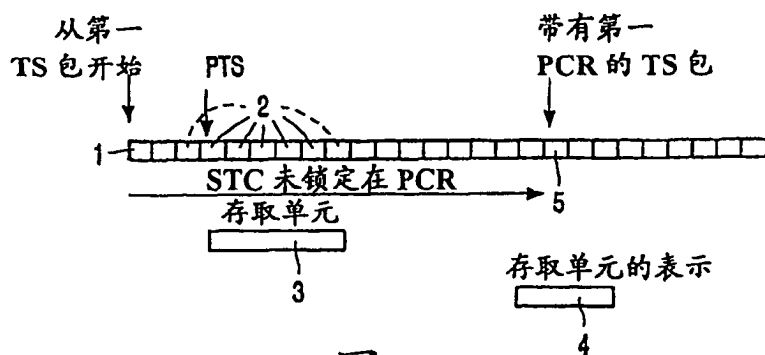 从第一
TS 包开始
PTS
带有第一
PCR 的 TS 包
2
1
STC 未锁定在 PCR
5
存取单元
3
存取单元的表示
4